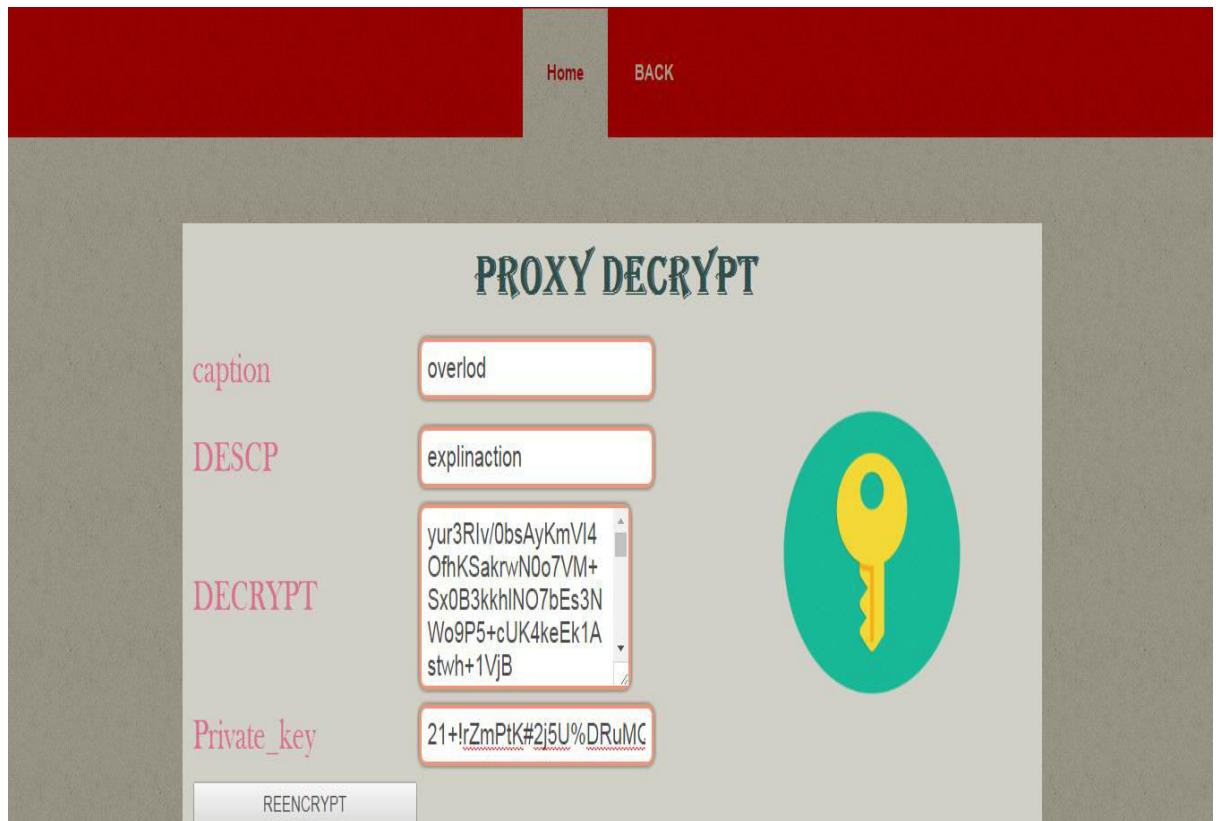 Home BACK
PROXY DECRYPT
caption overlod
DESCP explinaction
DECRYPT
yur3RIv/0bsAyKmVI4
OfhKSakrwN0o7VM+
Sx0B3kkhlNO7bEs3N
Wo9P5+cUK4keEk1A
stwh+1VjB
Private_key 21+!rZmPtK#2j5U%DRuMC
REENCRYPT